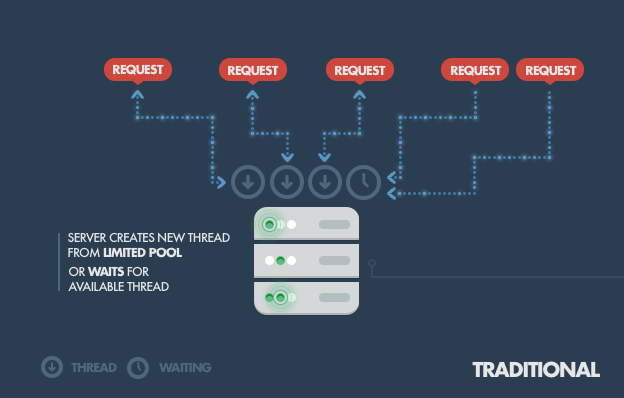 REQUEST REQUEST REQUEST REQUEST REQUEST
SERVER CREATES NEW THREAD
FROM LIMITED POOL
OR WAITS FOR
AVAILABLE THREAD
THREAD WAITING
TRADITIONAL